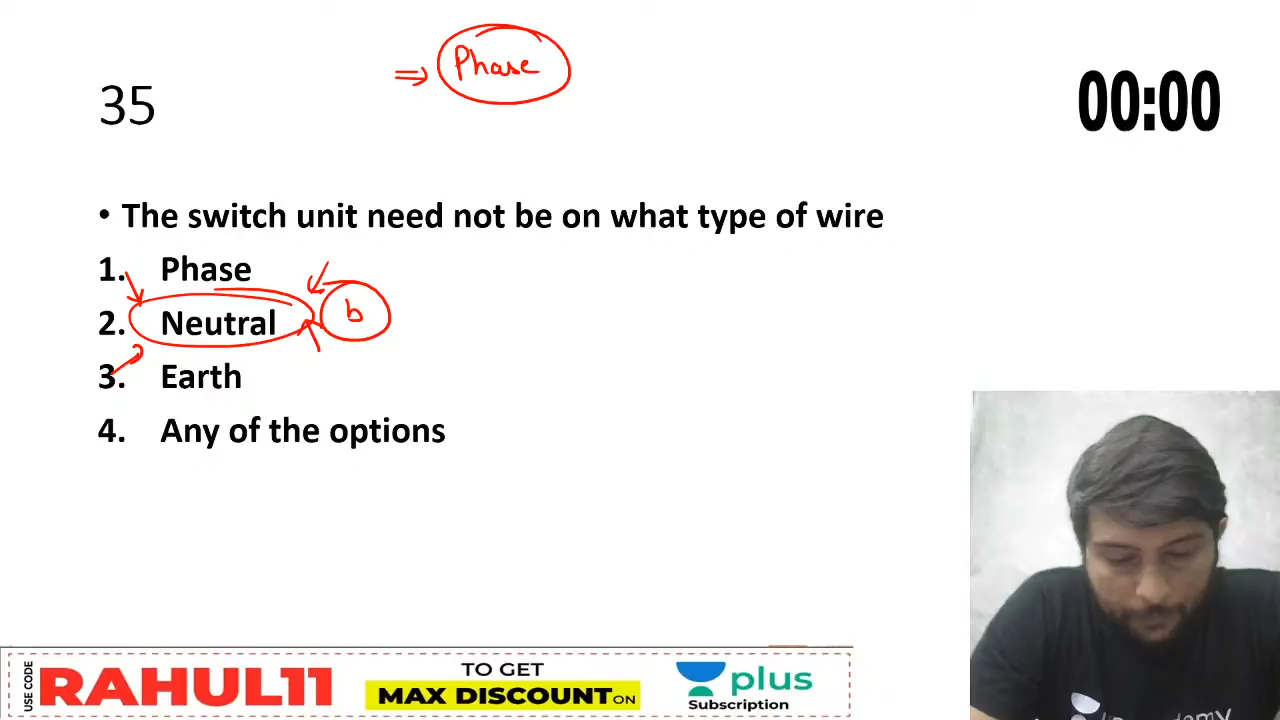 ⇒ Phase
35
00:00
• The switch unit need not be on what type of wire
1. Phase
2. Neutral
b
3. Earth
4. Any of the options
USE CODE
RAHUL11
TO GET
MAX DISCOUNT ON
plus
Subscription